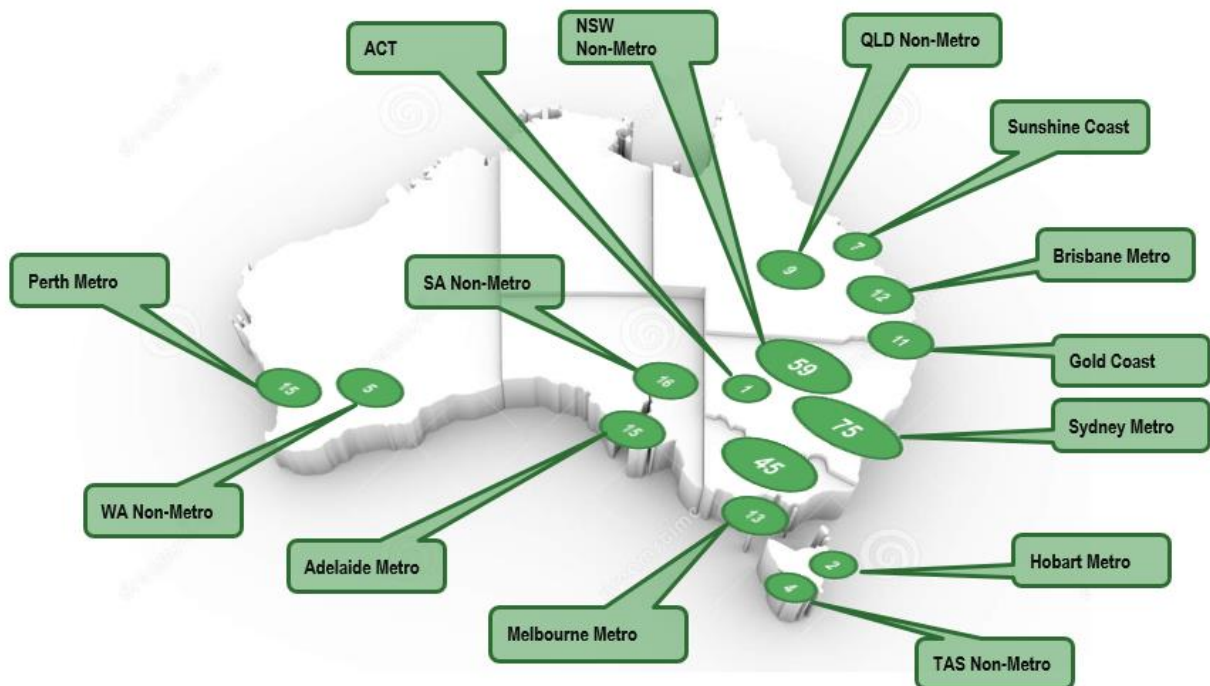 ACT
NSW
Non-Metro
QLD Non-Metro
Sunshine Coast
7
9
Brisbane Metro
12
Perth Metro
SA Non-Metro
11
Gold Coast
59
16
1
15
5
Sydney Metro
75
15
45
WA Non-Metro
13
Adelaide Metro
Hobart Metro
2
4
Melbourne Metro
TAS Non-Metro